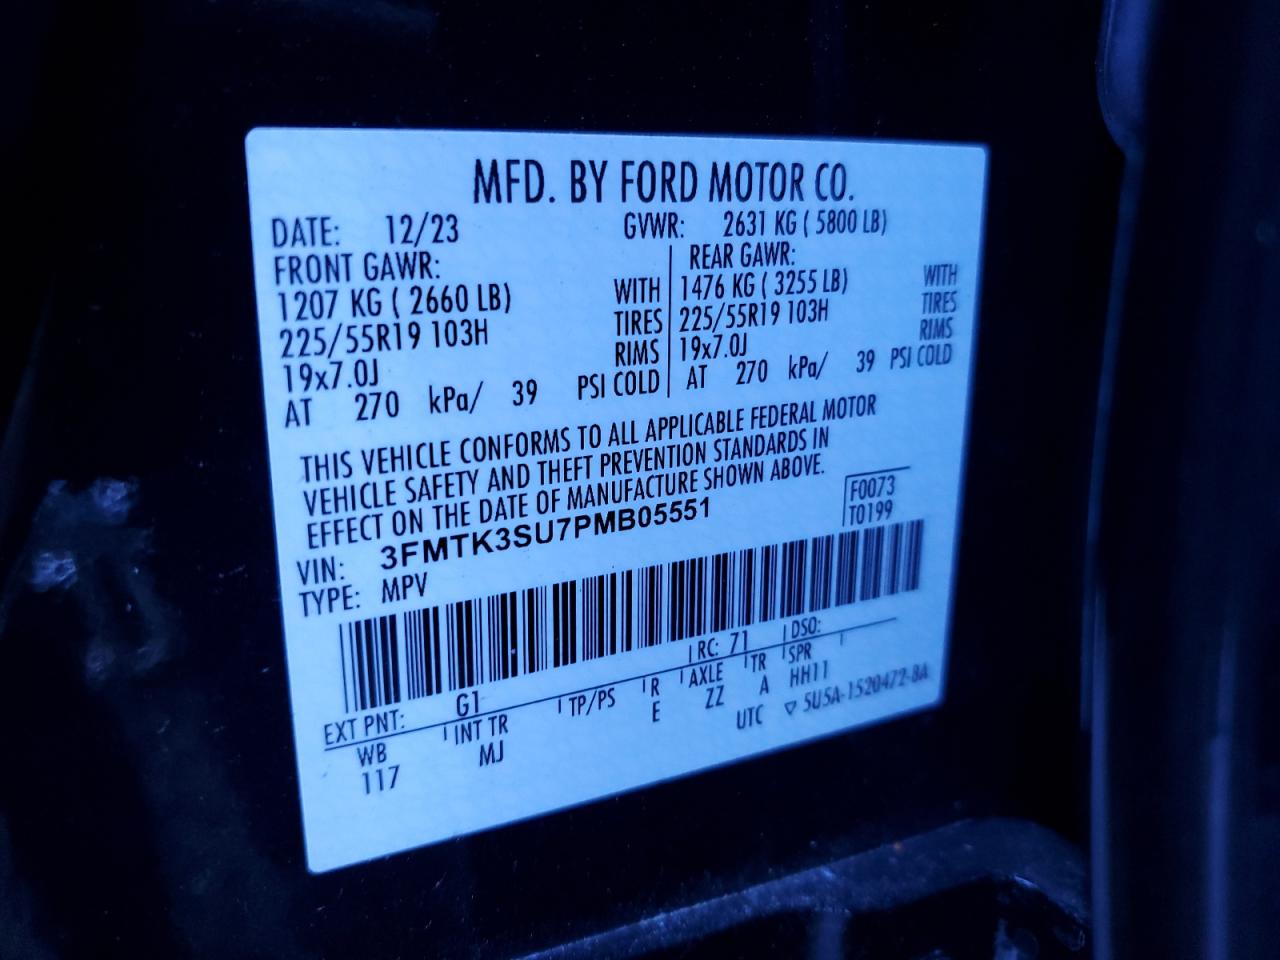 MFD. BY FORD MOTOR CO.
DATE: 12/23 GVWR: 2631 KG ( 5800 LB)
FRONT GAWR: REAR GAWR:
1207 KG ( 2660 LB) WITH 1476 KG ( 3255 LB) WITH
225/55R19 103H TIRES 225/55R19 103H TIRES
19x7.0J RIMS 19x7.0J RIMS
AT 270 kPa/ 39 PSI COLD AT 270 kPa/ 39 PSI COLD
THIS VEHICLE CONFORMS TO ALL APPLICABLE FEDERAL MOTOR
VEHICLE SAFETY AND THEFT PREVENTION STANDARDS IN
EFFECT ON THE DATE OF MANUFACTURE SHOWN ABOVE.
F0073
T0199
VIN: 3FMTK3SU7PMB05551
TYPE: MPV
EXT PNT: G1 RC: 71 DSO:
WB INT TR TP/PS R AXLE TR SPR
117 MJ E ZZ A HH11
UTC ▽ 5U5A-1520472-BA